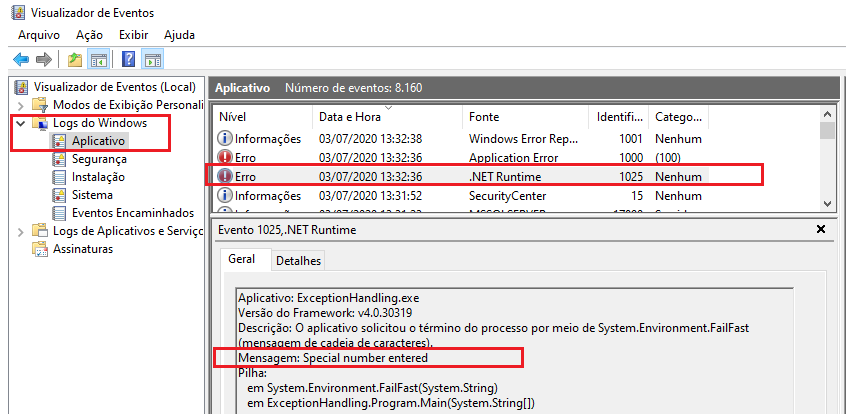 Visualizador de Eventos
Arquivo Ação Exibir Ajuda
Visualizador de Eventos (Local)
Modos de Exibição Personali
Logs do Windows
Aplicativo
Segurança
Instalação
Sistema
Eventos Encaminhados
Logs de Aplicativos e Serviço
Assinaturas
Aplicativo Número de eventos: 8.160
Nível Data e Hora Fonte Identifi... Catego...
Informações 03/07/2020 13:32:38 Windows Error Rep... 1001 Nenhum
Erro 03/07/2020 13:32:36 Application Error 1000 (100)
Erro 03/07/2020 13:32:36 .NET Runtime 1025 Nenhum
Informações 03/07/2020 13:31:52 SecurityCenter 15 Nenhum
Evento 1025, .NET Runtime
Geral Detalhes
Aplicativo: ExceptionHandling.exe
Versão do Framework: v4.0.30319
Descrição: O aplicativo solicitou o término do processo por meio de System.Environment.FailFast
(mensagem de cadeia de caracteres).
Mensagem: Special number entered
Pilha:
em System.Environment.FailFast(System.String)
em ExceptionHandling.Program.Main(System.String[])